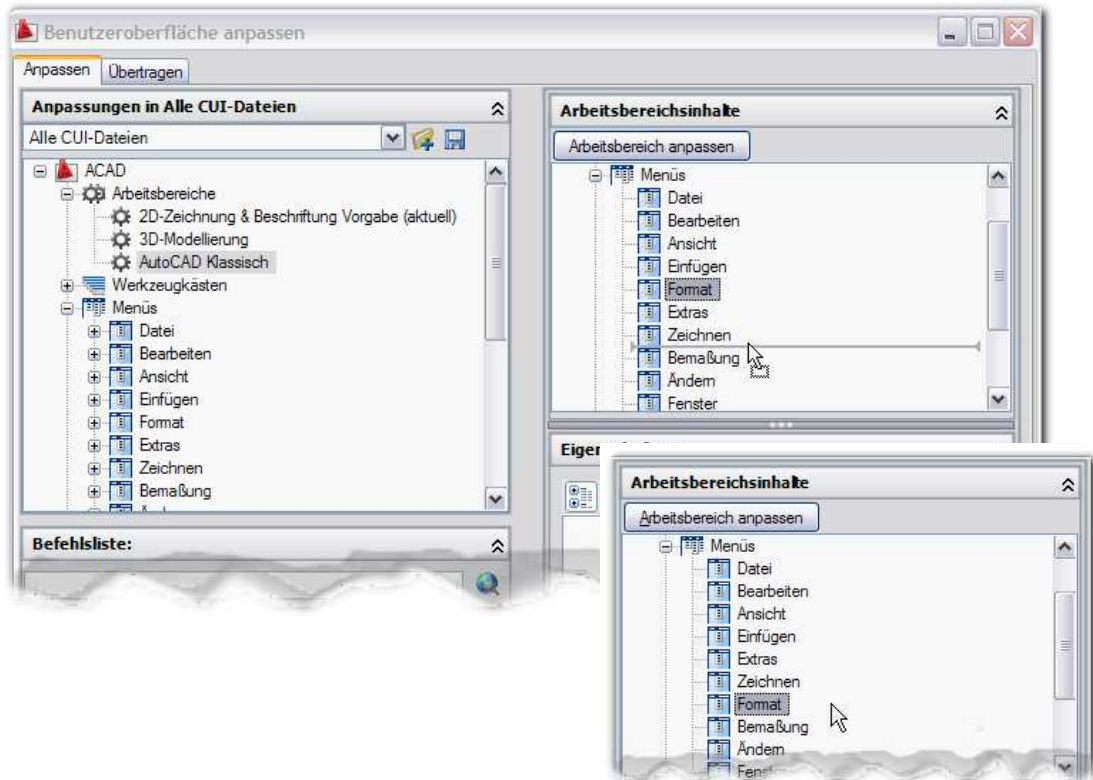 Benutzeroberfläche anpassen
Anpassen
Übertragen
Anpassungen in Alle CUI-Dateien
Alle CUI-Dateien
ACAD
Arbeitsbereiche
2D-Zeichnung & Beschriftung Vorgabe (aktuell)
3D-Modellierung
AutoCAD Klassisch
Werkzeugkästen
Menüs
Datei
Bearbeiten
Ansicht
Einfügen
Format
Extras
Zeichnen
Bemaßung
Befehlsliste:
Arbeitsbereichsinhalte
Arbeitsbereich anpassen
Menüs
Datei
Bearbeiten
Ansicht
Einfügen
Format
Extras
Zeichnen
Bemaßung
Ändern
Fenster
Arbeitsbereichsinhalte
Arbeitsbereich anpassen
Menüs
Datei
Bearbeiten
Ansicht
Einfügen
Extras
Zeichnen
Format
Bemaßung
Ändern